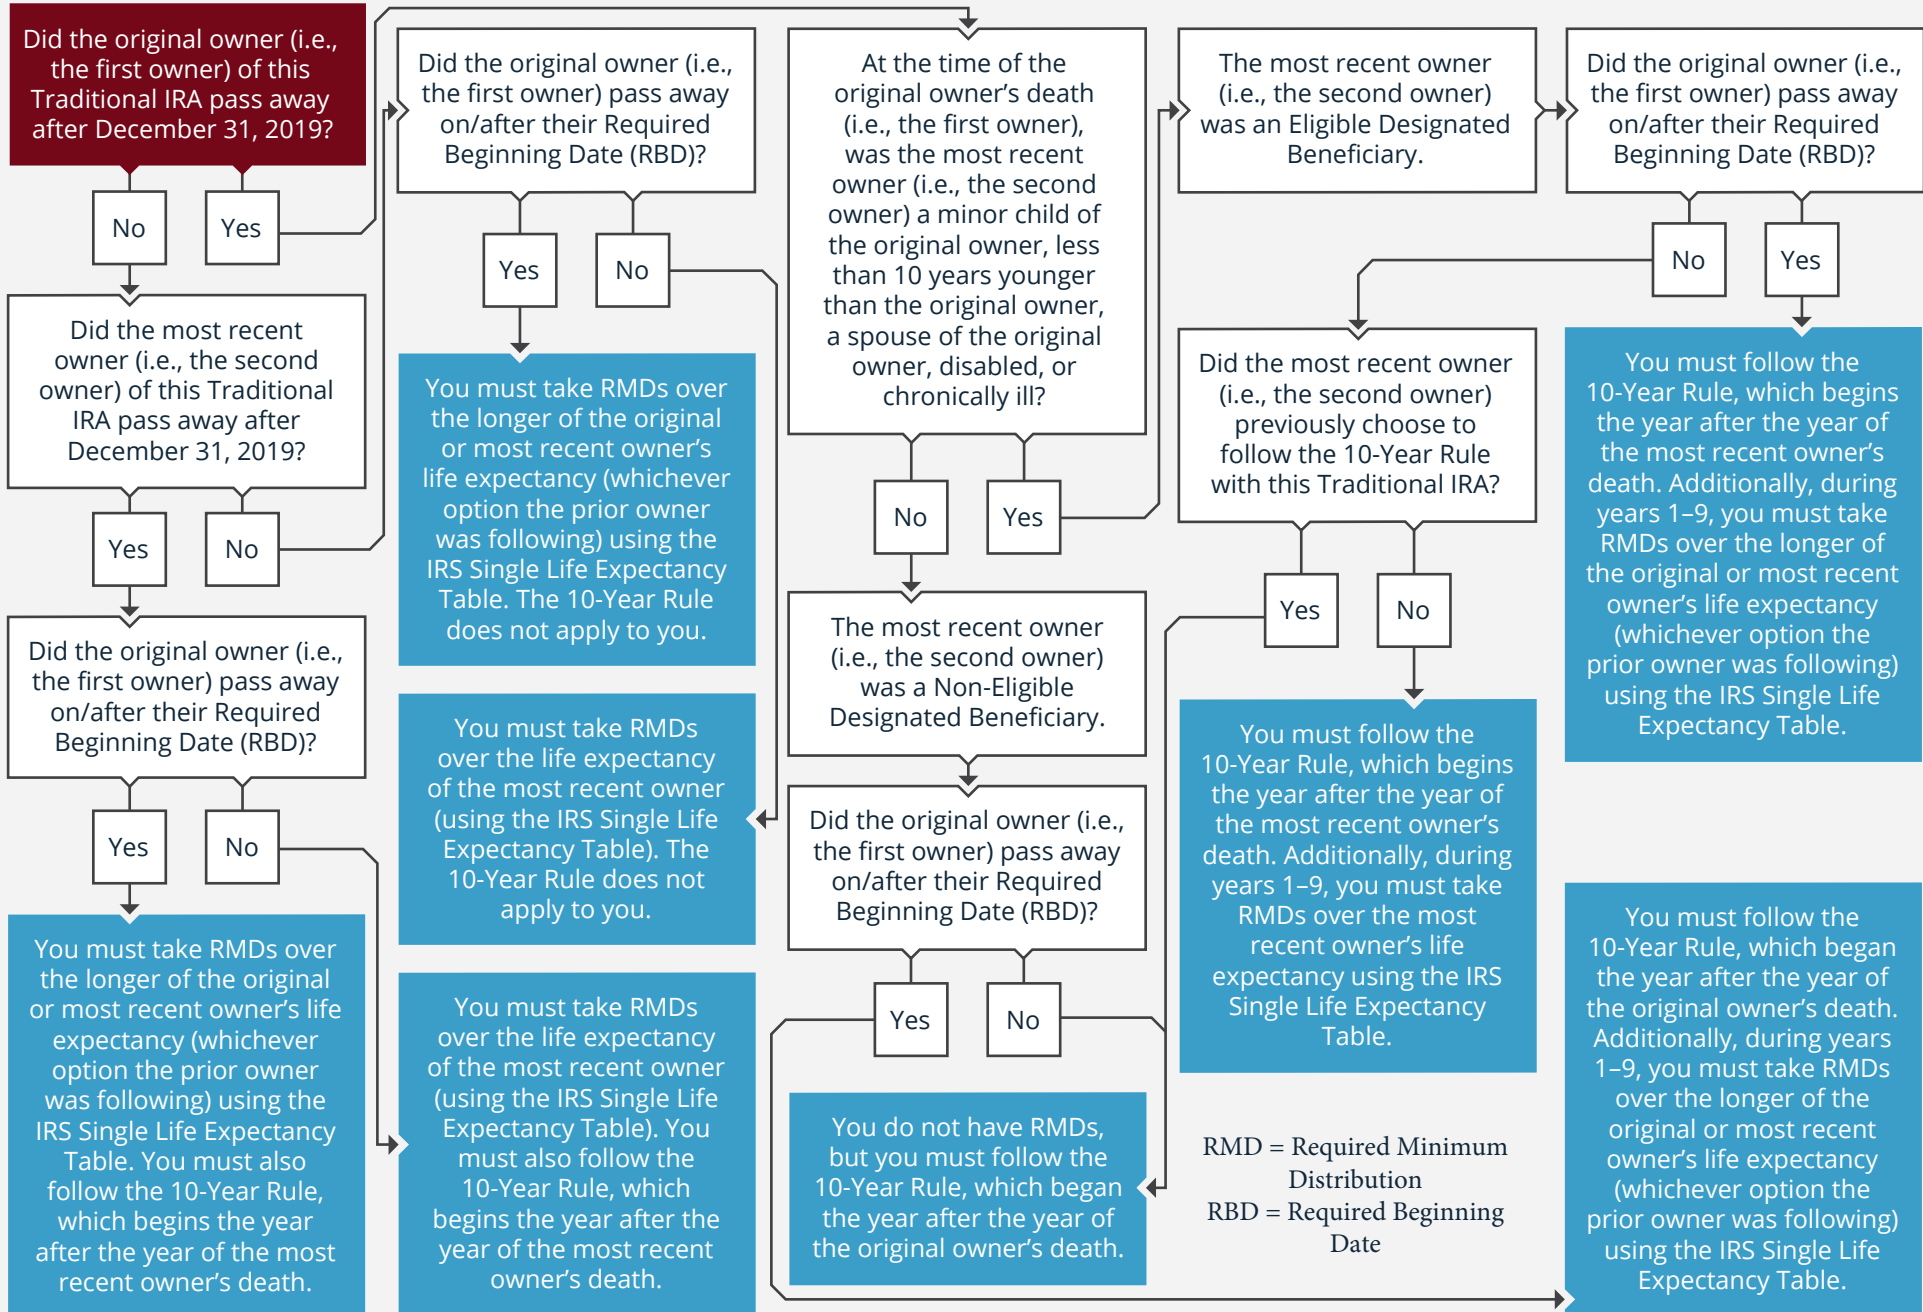 Did the original owner (i.e.,
the first owner) of this
Traditional IRA pass away
after December 31, 2019?
No
Yes
Did the most recent
owner (i.e., the second
owner) of this Traditional
IRA pass away after
December 31, 2019?
Yes
No
Did the original owner (i.e.,
the first owner) pass away
on/after their Required
Beginning Date (RBD)?
Yes
No
You must take RMDs over
the longer of the original
or most recent owner’s life
expectancy (whichever
option the prior owner
was following) using the
IRS Single Life Expectancy
Table. You must also
follow the 10-Year Rule,
which begins the year
after the year of the most
recent owner’s death.
Did the original owner (i.e.,
the first owner) pass away
on/after their Required
Beginning Date (RBD)?
Yes
No
You must take RMDs over
the longer of the original
or most recent owner’s
life expectancy (whichever
option the prior owner
was following) using the
IRS Single Life Expectancy
Table. The 10-Year Rule
does not apply to you.
You must take RMDs
over the life expectancy
of the most recent owner
(using the IRS Single Life
Expectancy Table). The
10-Year Rule does not
apply to you.
You must take RMDs
over the life expectancy
of the most recent owner
(using the IRS Single Life
Expectancy Table). You
must also follow the
10-Year Rule, which
begins the year after the
year of the most recent
owner’s death.
At the time of the
original owner’s death
(i.e., the first owner),
was the most recent
owner (i.e., the second
owner) a minor child of
the original owner, less
than 10 years younger
than the original owner,
a spouse of the original
owner, disabled, or
chronically ill?
No
Yes
The most recent owner
(i.e., the second owner)
was a Non-Eligible
Designated Beneficiary.
Did the original owner (i.e.,
the first owner) pass away
on/after their Required
Beginning Date (RBD)?
Yes
No
You do not have RMDs,
but you must follow the
10-Year Rule, which began
the year after the year of
the original owner’s death.
The most recent owner
(i.e., the second owner)
was an Eligible Designated
Beneficiary.
Did the most recent owner
(i.e., the second owner)
previously choose to
follow the 10-Year Rule
with this Traditional IRA?
Yes
No
You must follow the
10-Year Rule, which begins
the year after the year of
the most recent owner’s
death. Additionally, during
years 1–9, you must take
RMDs over the most
recent owner’s life
expectancy using the IRS
Single Life Expectancy
Table.
RMD = Required Minimum
Distribution
RBD = Required Beginning
Date
Did the original owner (i.e.,
the first owner) pass away
on/after their Required
Beginning Date (RBD)?
No
Yes
You must follow the
10-Year Rule, which begins
the year after the year of
the most recent owner’s
death. Additionally, during
years 1–9, you must take
RMDs over the longer of
the original or most recent
owner’s life expectancy
(whichever option the
prior owner was following)
using the IRS Single Life
Expectancy Table.
You must follow the
10-Year Rule, which began
the year after the year of
the original owner’s death.
Additionally, during years
1–9, you must take RMDs
over the longer of the
original or most recent
owner’s life expectancy
(whichever option the
prior owner was following)
using the IRS Single Life
Expectancy Table.